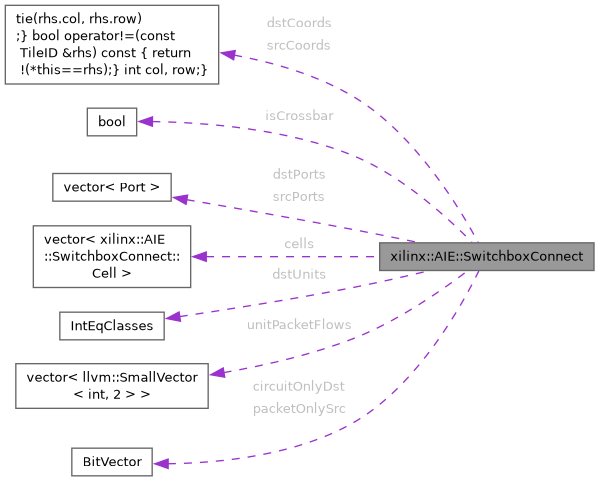 tie(rhs.col, rhs.row)
;} bool operator!=(const
TileID &rhs) const { return
!(*this==rhs);} int col, row;}
dstCoords
srcCoords
bool
isCrossbar
vector< Port >
dstPorts
srcPorts
vector< xilinx::AIE
::SwitchboxConnect::
Cell >
cells
xilinx::AIE::SwitchboxConnect
IntEqClasses
dstUnits
vector< llvm::SmallVector
< int, 2 > >
unitPacketFlows
BitVector
circuitOnlyDst
packetOnlySrc